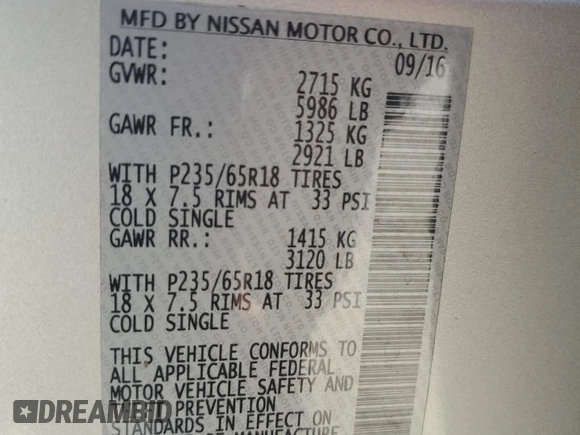 MFD BY NISSAN MOTOR CO., LTD.
DATE: 09/16
GVWR: 2715 KG
5986 LB
GAWR FR.: 1325 KG
2921 LB
WITH P235/65R18 TIRES
18 X 7.5 RIMS AT 33 PSI
COLD SINGLE
GAWR RR.: 1415 KG
3120 LB
WITH P235/65R18 TIRES
18 X 7.5 RIMS AT 33 PSI
COLD SINGLE
THIS VEHICLE CONFORMS TO
ALL APPLICABLE FEDERAL
MOTOR VEHICLE SAFETY AND
PREVENTION
STANDARDS IN EFFECT ON
DREAMBID